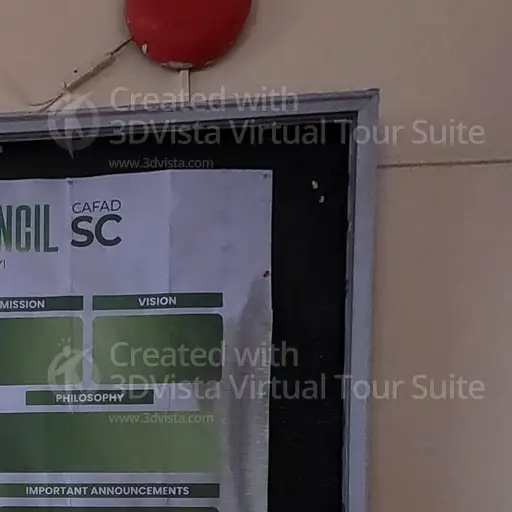 Created with
3DVista Virtual Tour Suite
www.3dvista.com
NCIL
CAFAD
SC
MISSION
VISION
Created with
3DVista Virtual Tour Suite
PHILOSOPHY
www.3dvista.com
IMPORTANT ANNOUNCEMENTS